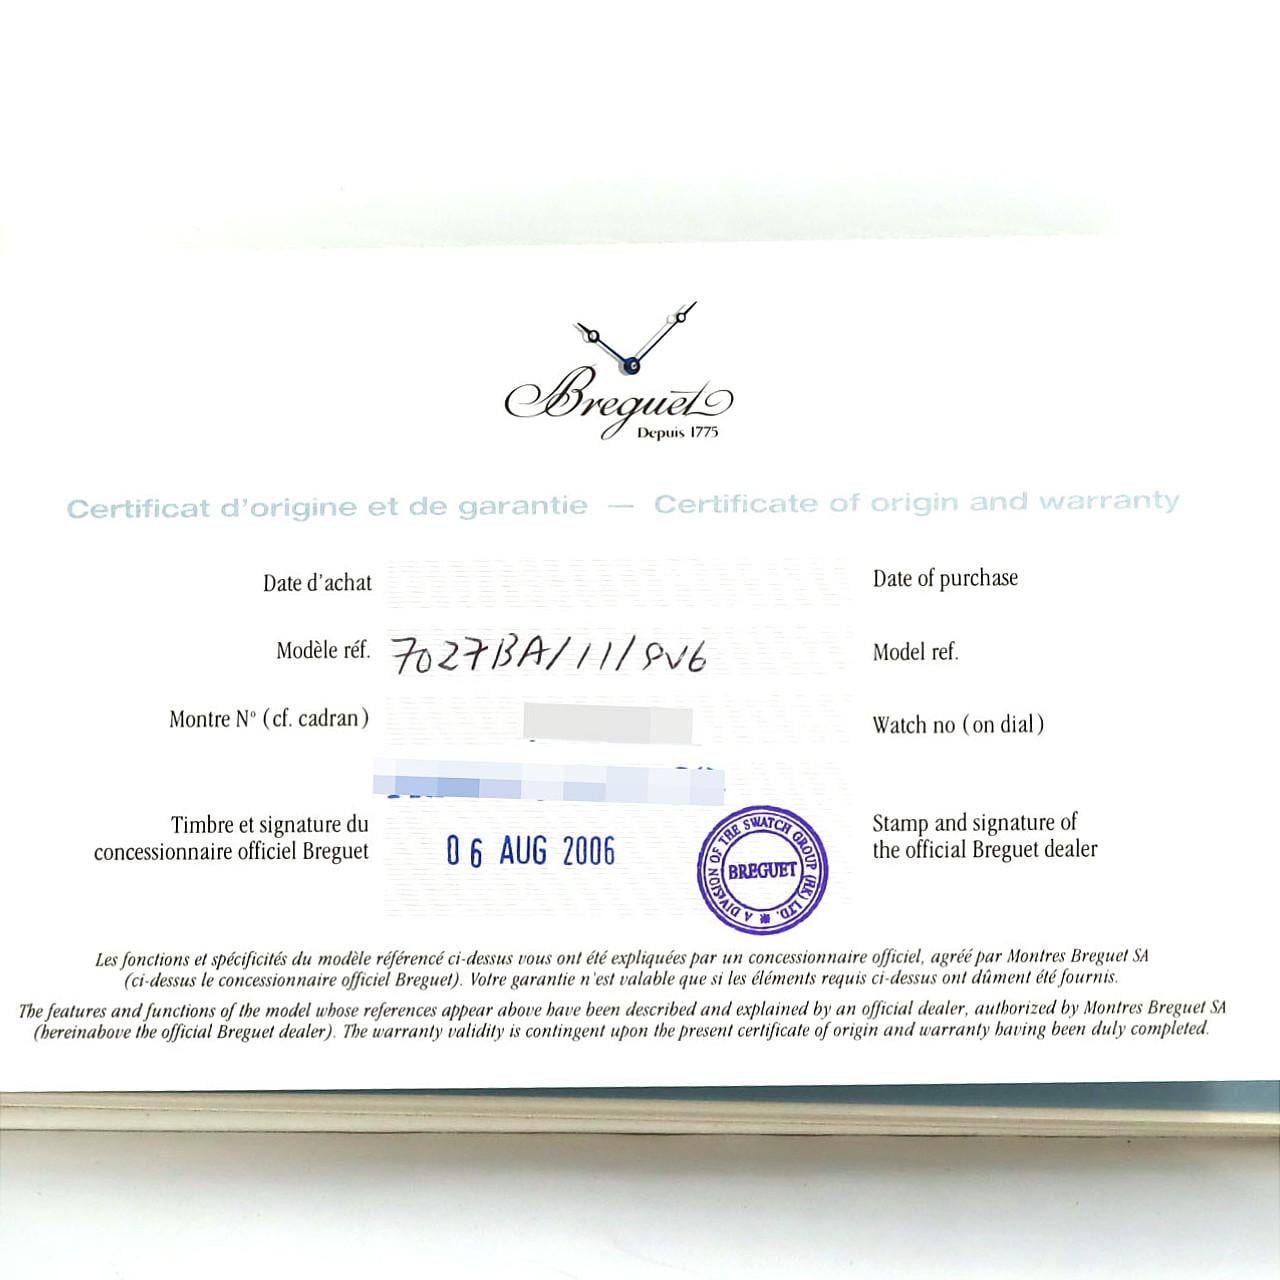 Breguet
Depuis 1775
Certificat d'origine et de garantie — Certificate of origin and warranty
Date d'achat Date of purchase
Modèle réf. 7027BA/11/9V6 Model ref.
Montre Nº (cf. cadran) Watch no (on dial)
Timbre et signature du Stamp and signature of
concessionnaire officiel Breguet 06 AUG 2006 the official Breguet dealer
A DIVISION OF THE SWATCH GROUP (HK) LTD.
BREGUET
Les fonctions et spécificités du modèle référencé ci-dessus vous ont été expliquées par un concessionnaire officiel, agréé par Montres Breguet SA
(ci-dessus le concessionnaire officiel Breguet). Votre garantie n'est valable que si les éléments requis ci-dessus ont dûment été fournis.
The features and functions of the model whose references appear above have been described and explained by an official dealer, authorized by Montres Breguet SA
(hereinabove the official Breguet dealer). The warranty validity is contingent upon the present certificate of origin and warranty having been duly completed.